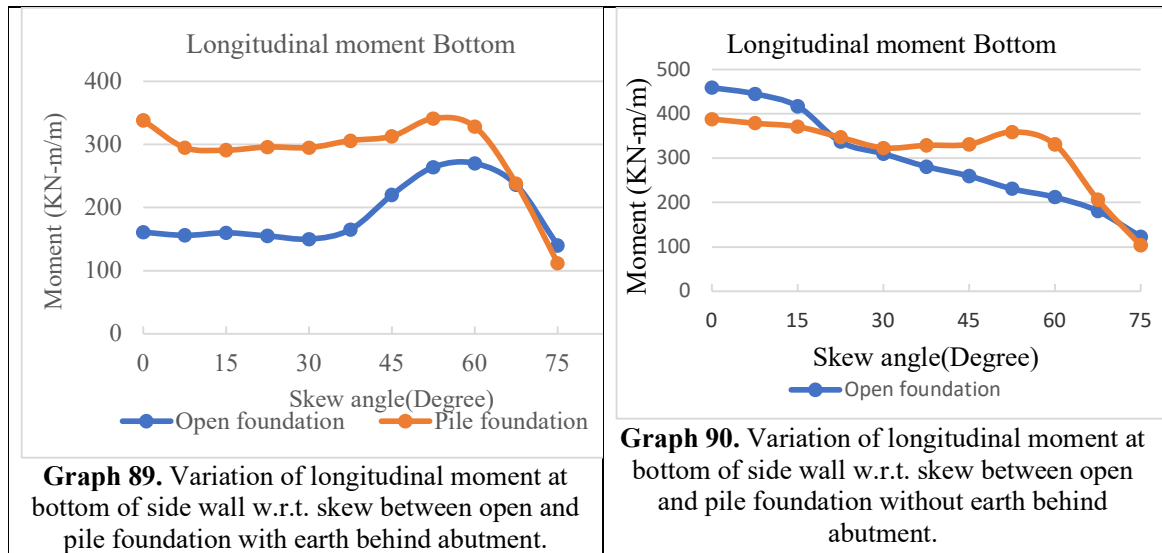 Longitudinal moment Bottom
400
300
200
100
0
Moment (KN-m/m)
0 15 30 45 60 75
Skew angle(Degree)
Open foundation Pile foundation
Graph 89. Variation of longitudinal moment at
bottom of side wall w.r.t. skew between open and
pile foundation with earth behind abutment.
Longitudinal moment Bottom
500
400
300
200
100
0
Moment (KN-m/m)
0 15 30 45 60 75
Skew angle(Degree)
Open foundation
Graph 90. Variation of longitudinal moment at
bottom of side wall w.r.t. skew between open
and pile foundation without earth behind
abutment.